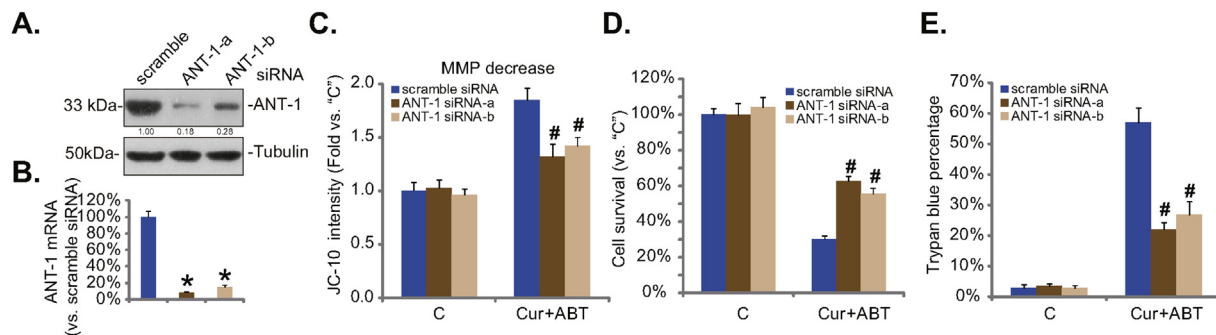 A.
scramble
ANT-1-a
ANT-1-b
siRNA
33 kDa-
-ANT-1
1.00 0.18 0.28
50kDa-
-Tubulin
B.
ANT-1 mRNA
(vs. scramble siRNA)
120%
100%
80%
60%
40%
20%
0%
* *
C.
MMP decrease
JC-10 intensity (Fold vs. “C”)
2.0
1.5
1.0
0.5
0.0
scramble siRNA
ANT-1 siRNA-a
ANT-1 siRNA-b
# #
C Cur+ABT
D.
Cell survival (vs. “C”)
120%
100%
80%
60%
40%
20%
0%
scramble siRNA
ANT-1 siRNA-a
ANT-1 siRNA-b
# #
C Cur+ABT
E.
Trypan blue percentage
70%
60%
50%
40%
30%
20%
10%
0%
scramble siRNA
ANT-1 siRNA-a
ANT-1 siRNA-b
# #
C Cur+ABT